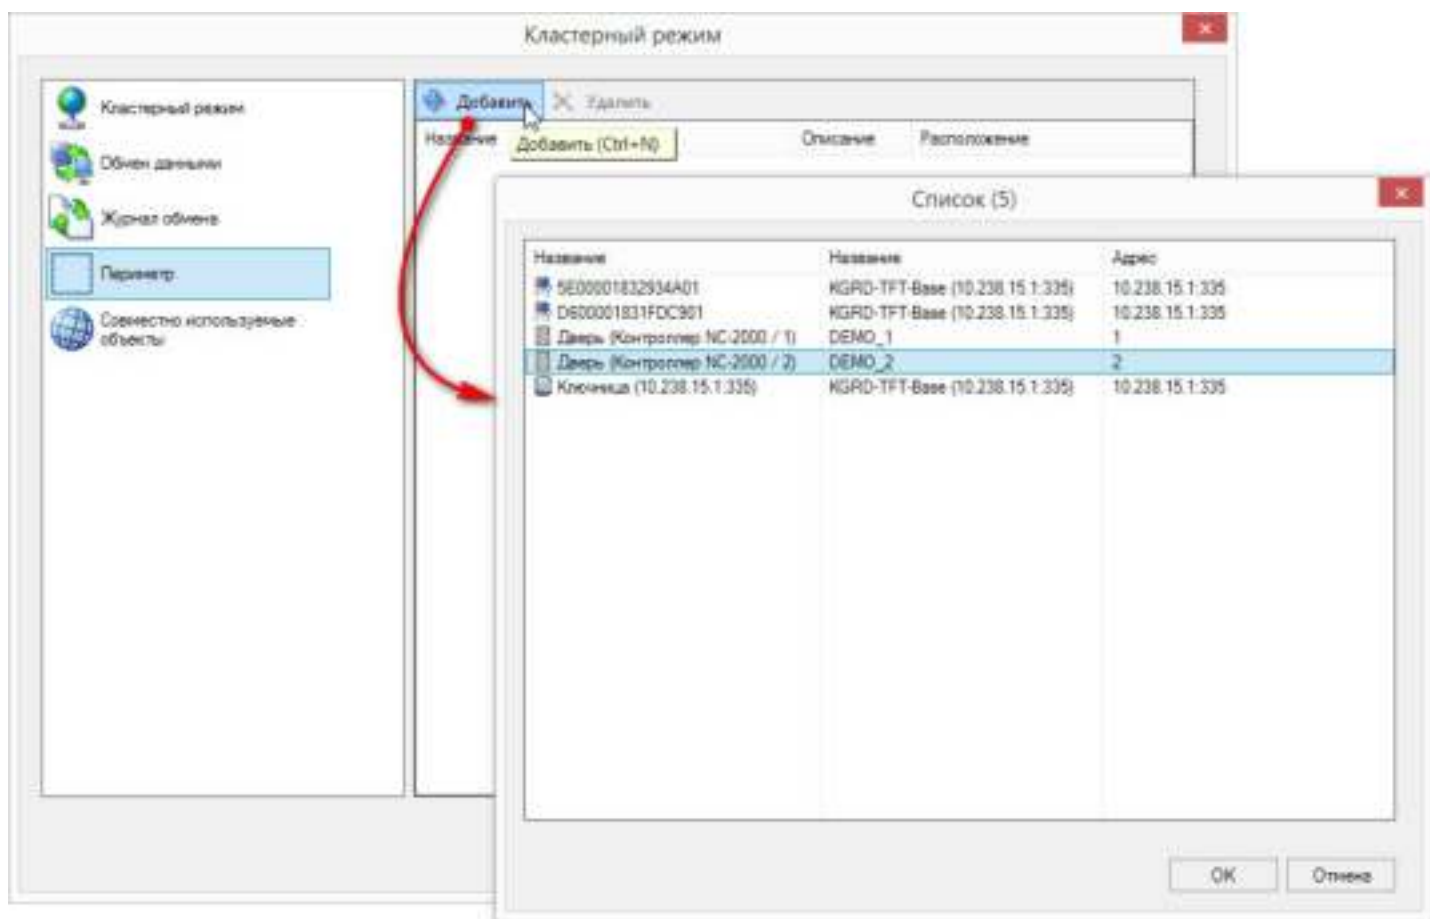 Кластерный режим
Кластерный режим
Обмен данными
Журнал обмена
Периметр
Совместно используемые
объекты
Добавить Удалить
Название Описание Расположение
Добавить (Ctrl+N)
Список (5)
Название Название Адрес
5E00001832934A01 KGRD-TFT-Base (10.238.15.1:335) 10.238.15.1:335
D600001831FDC901 KGRD-TFT-Base (10.238.15.1:335) 10.238.15.1:335
Дверь (Контроллер NC-2000 / 1) DEMO_1 1
Дверь (Контроллер NC-2000 / 2) DEMO_2 2
Ключница (10.238.15.1:335) KGRD-TFT-Base (10.238.15.1:335) 10.238.15.1:335
OK Отмена